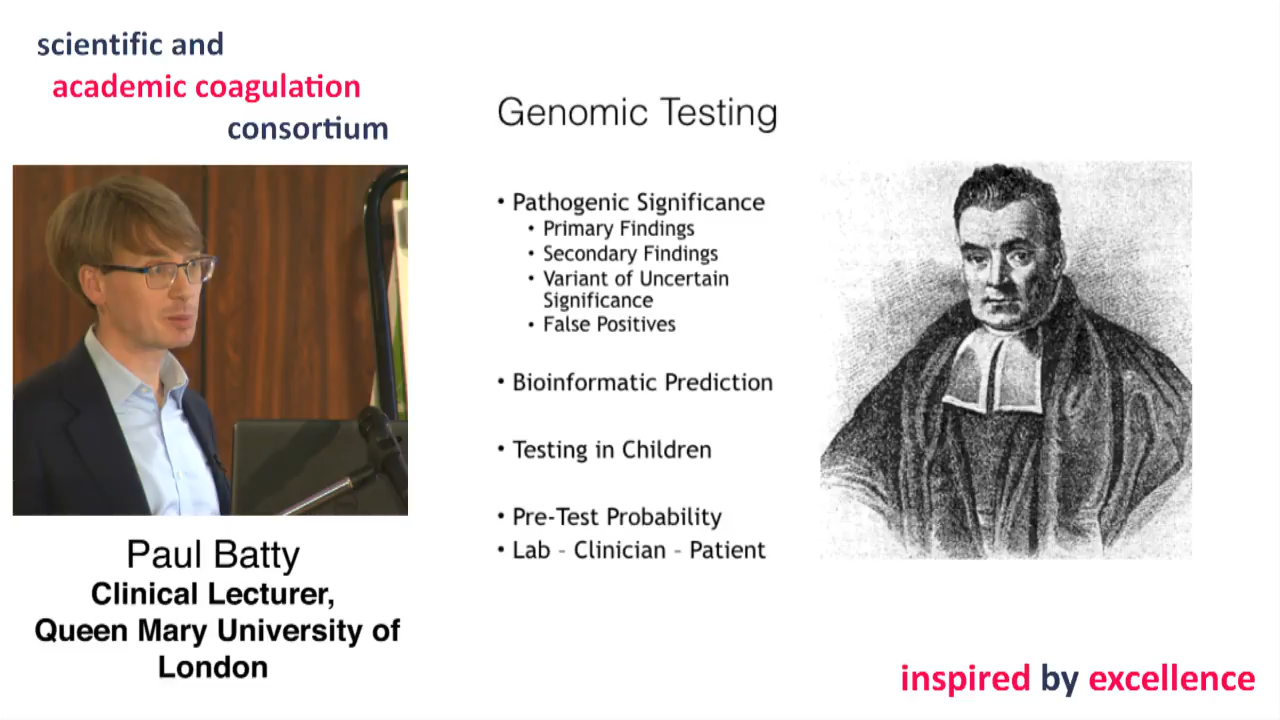 scientific and
academic coagulation
consortium
Genomic Testing
• Pathogenic Significance
• Primary Findings
• Secondary Findings
• Variant of Uncertain
Significance
• False Positives
• Bioinformatic Prediction
• Testing in Children
• Pre-Test Probability
• Lab - Clinician - Patient
Paul Batty
Clinical Lecturer,
Queen Mary University of
London
inspired by excellence